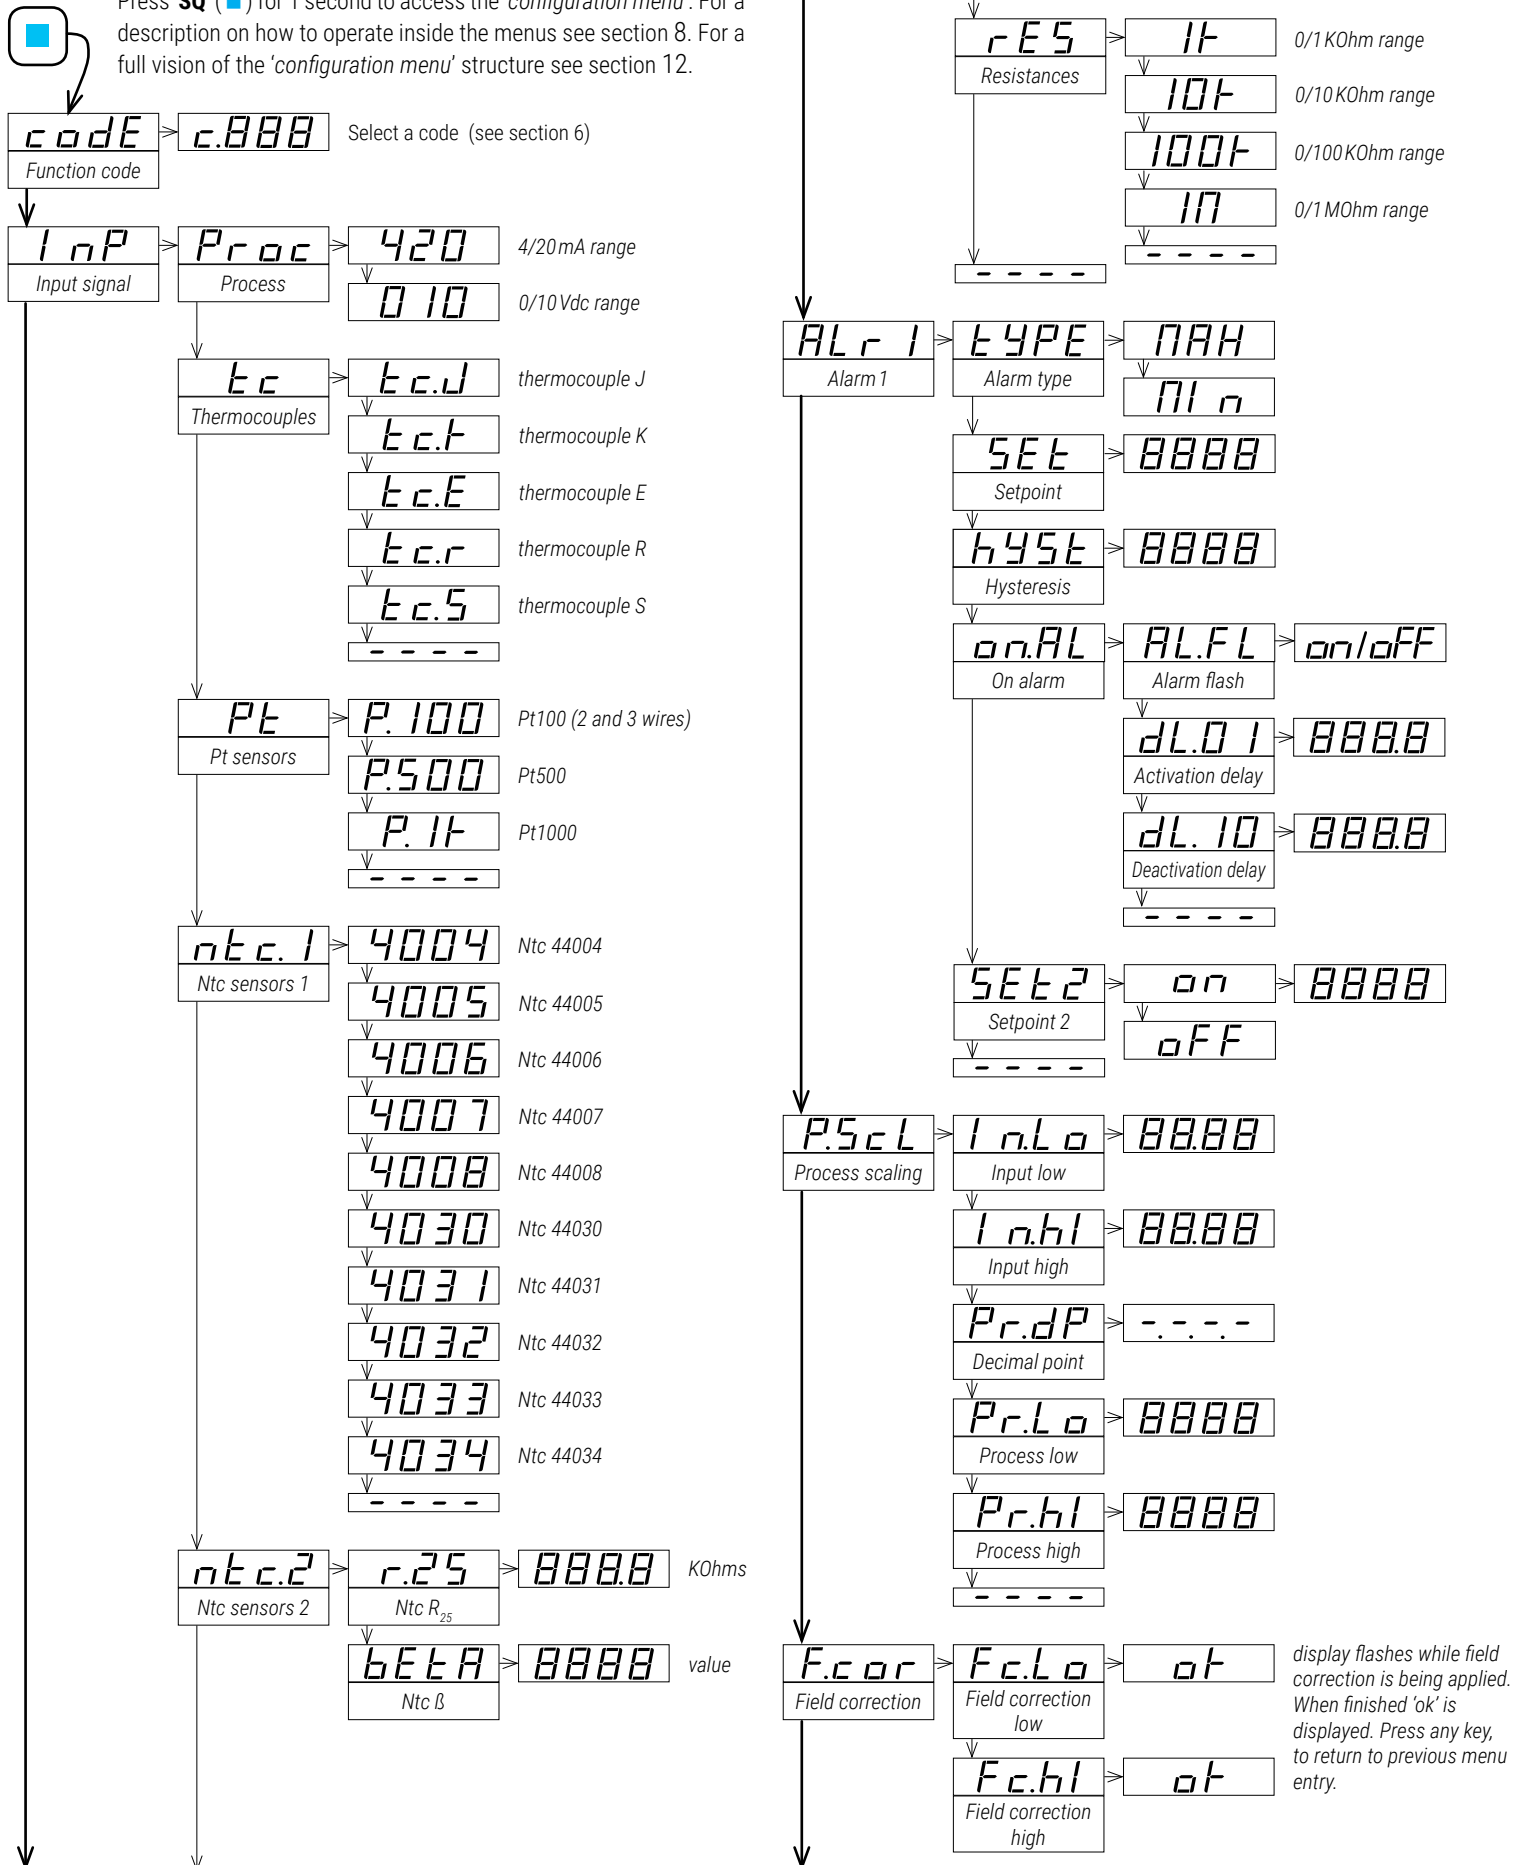 Press 'SQ' (■) for 1 second to access the 'configuration menu'. For a
description on how to operate inside the menus see section 8. For a
full vision of the 'configuration menu' structure see section 12.
codE
Function code
c.888
Select a code (see section 6)
InP
Input signal
Proc
Process
420
4/20 mA range
010
0/10 Vdc range
tc
Thermocouples
tc.J
thermocouple J
tc.k
thermocouple K
tc.E
thermocouple E
tc.r
thermocouple R
tc.S
thermocouple S
----
Pt
Pt sensors
P.100
Pt100 (2 and 3 wires)
P.500
Pt500
P.1k
Pt1000
----
ntc.1
Ntc sensors 1
4004
Ntc 44004
4005
Ntc 44005
4006
Ntc 44006
4007
Ntc 44007
4008
Ntc 44008
4030
Ntc 44030
4031
Ntc 44031
4032
Ntc 44032
4033
Ntc 44033
4034
Ntc 44034
----
ntc.2
Ntc sensors 2
r.25
Ntc R25
888.8
KOhms
bEtA
Ntc ß
8888
value
rES
Resistances
1k
0/1 KOhm range
10k
0/10 KOhm range
100k
0/100 KOhm range
1M
0/1 MOhm range
----
----
ALr1
Alarm 1
tYPE
Alarm type
MAH
MIn
SEt
Setpoint
8888
hYSt
Hysteresis
8888
on.AL
On alarm
AL.FL
Alarm flash
on/oFF
dL.01
Activation delay
888.8
dL.10
Deactivation delay
888.8
----
SEt2
Setpoint 2
on
8888
oFF
----
P.ScL
Process scaling
In.Lo
Input low
88.88
In.hI
Input high
88.88
Pr.dP
Decimal point
-.-.-.-
Pr.Lo
Process low
8888
Pr.hI
Process high
8888
----
F.cor
Field correction
Fc.Lo
Field correction
low
ok
display flashes while field
correction is being applied.
When finished 'ok' is
displayed. Press any key,
to return to previous menu
entry.
Fc.hI
Field correction
high
ok